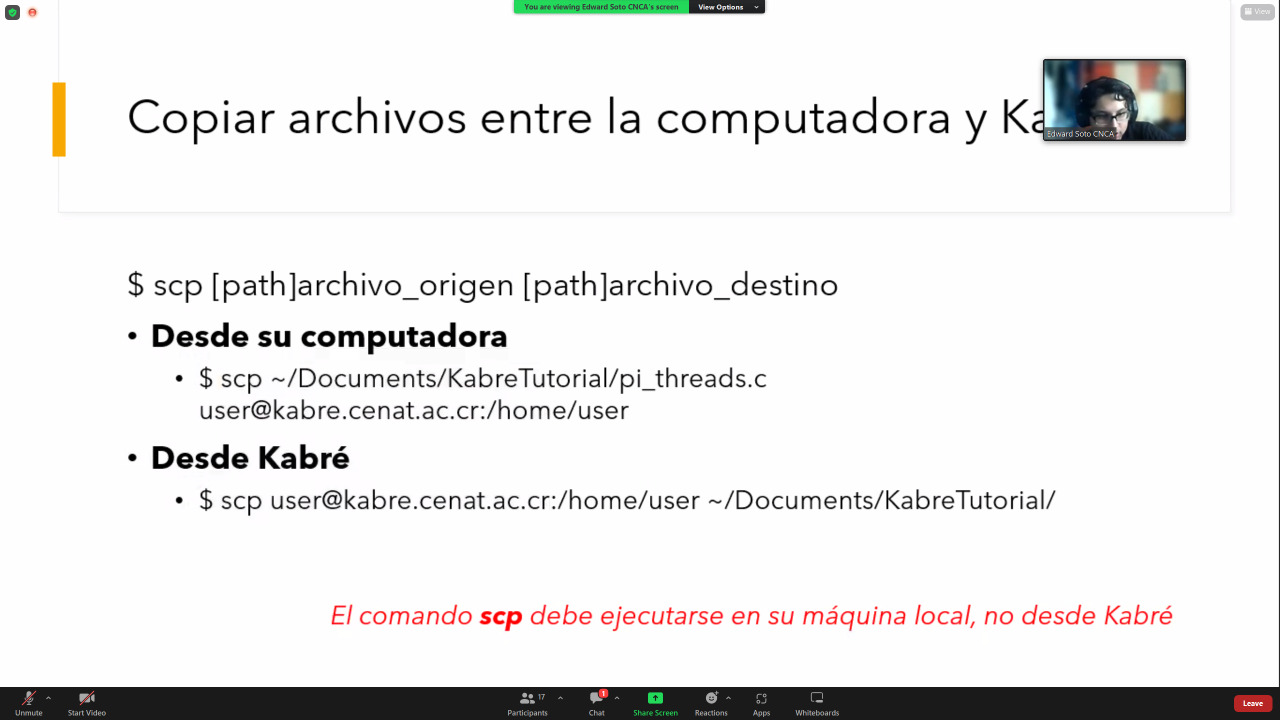 You are viewing Edward Soto CNCA's screen
View Options
View
Copiar archivos entre la computadora y
Edward Soto CNCA
$ scp [path]archivo_origen [path]archivo_destino
• Desde su computadora
• $ scp ~/Documents/KabreTutorial/pi_threads.c
user@kabre.cenat.ac.cr:/home/user
• Desde Kabré
• $ scp user@kabre.cenat.ac.cr:/home/user ~/Documents/KabreTutorial/
El comando scp debe ejecutarse en su máquina local, no desde Kabré
17
1
Unmute
Start Video
Participants
Chat
Share Screen
Reactions
Apps
Whiteboards
Leave